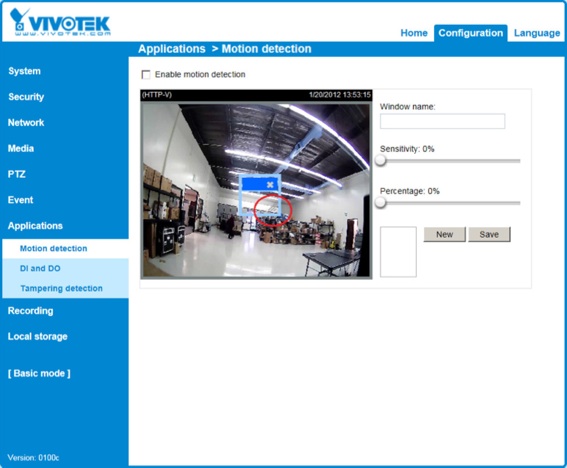 VIVOTEK
www.vivotek.com
Home Configuration Language
Applications > Motion detection
System
Security
Network
Media
PTZ
Event
Applications
Motion detection
DI and DO
Tampering detection
Recording
Local storage
[ Basic mode ]
Version: 0100c
Enable motion detection
(HTTP-V) 1/20/2012 13:53:15
Window name:
Sensitivity: 0%
Percentage: 0%
New Save